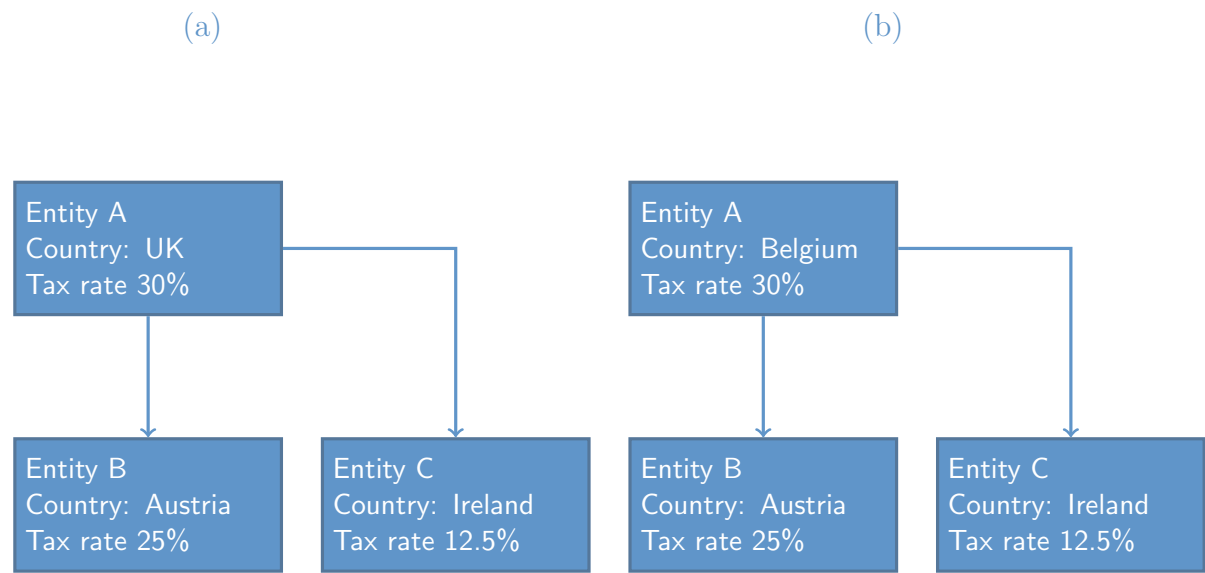 (a)
(b)
Entity A
Country: UK
Tax rate 30%
Entity A
Country: Belgium
Tax rate 30%
Entity B
Country: Austria
Tax rate 25%
Entity C
Country: Ireland
Tax rate 12.5%
Entity B
Country: Austria
Tax rate 25%
Entity C
Country: Ireland
Tax rate 12.5%